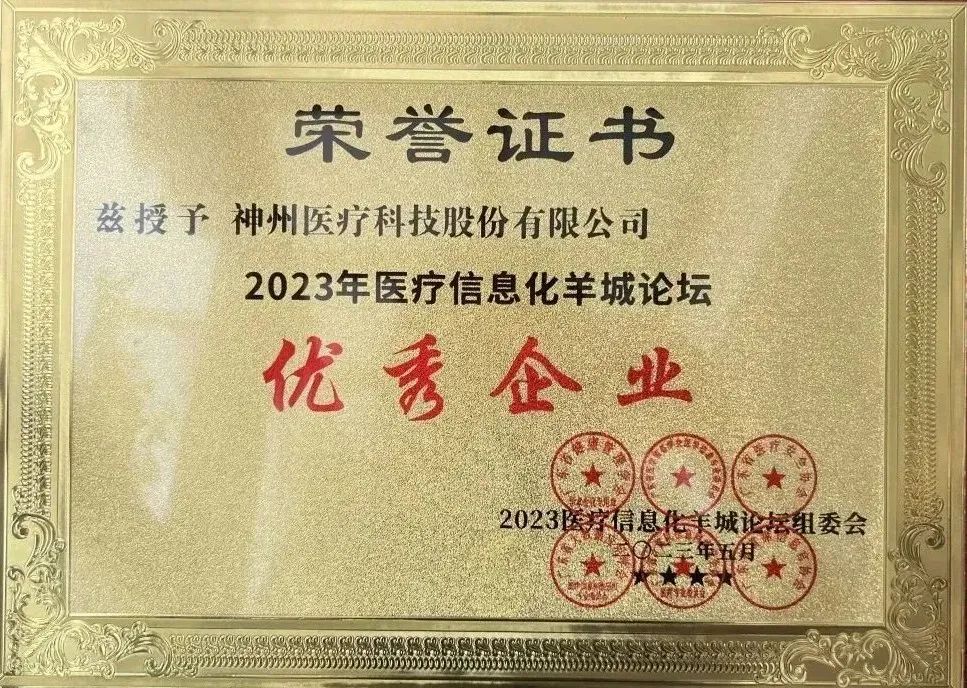 荣誉证书
兹授予 神州医疗科技股份有限公司
2023年医疗信息化羊城论坛
优秀企业
2023医疗信息化羊城论坛组委会
二〇二三年五月